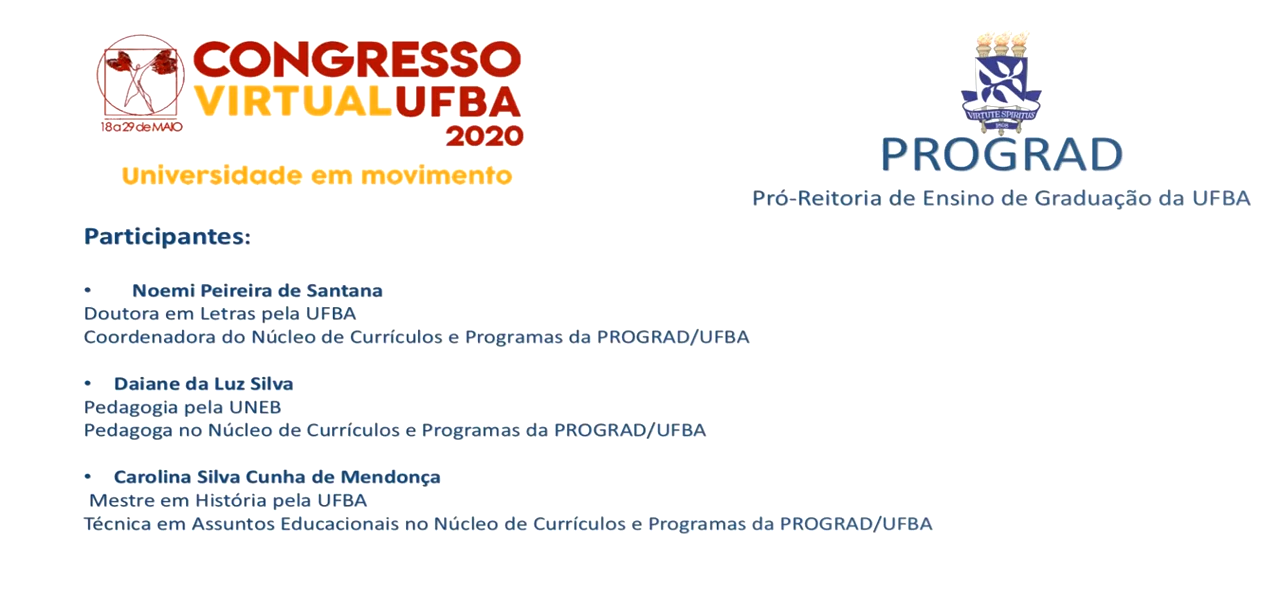 CONGRESSO
VIRTUALUFBA
2020
18 a 29 de MAIO
Universidade em movimento
VIRTUTE SPIRITUS
PROGRAD
Pró-Reitoria de Ensino de Graduação da UFBA
Participantes:
• Noemi Peireira de Santana
Doutora em Letras pela UFBA
Coordenadora do Núcleo de Currículos e Programas da PROGRAD/UFBA
• Daiane da Luz Silva
Pedagogia pela UNEB
Pedagoga no Núcleo de Currículos e Programas da PROGRAD/UFBA
• Carolina Silva Cunha de Mendonça
Mestre em História pela UFBA
Técnica em Assuntos Educacionais no Núcleo de Currículos e Programas da PROGRAD/UFBA